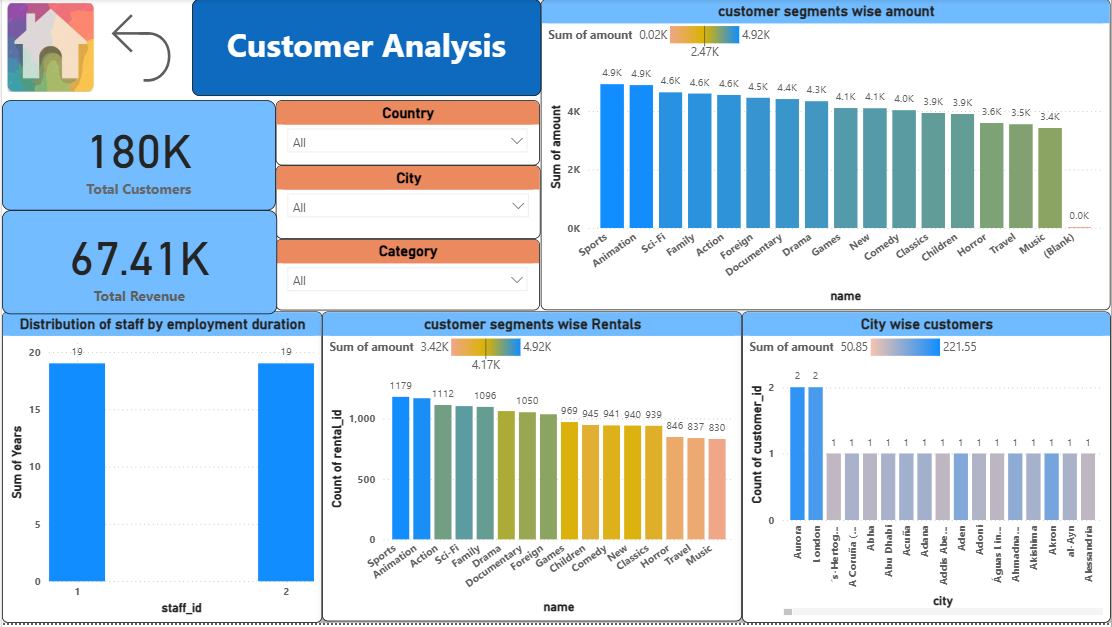 Customer Analysis
180K
Total Customers
67.41K
Total Revenue
Country
All
City
All
Category
All
customer segments wise amount
Sum of amount 0.02K 4.92K
2.47K
Sum of amount
4K
2K
0K
4.9K 4.9K 4.6K 4.6K 4.6K 4.5K 4.4K 4.3K 4.1K 4.1K 4.0K 3.9K 3.9K 3.6K 3.5K 3.4K 0.0K
Sports Animation Sci-Fi Family Action Foreign Documentary Drama Games New Comedy Classics Children Horror Travel Music (Blank)
name
Distribution of staff by employment duration
Sum of Years
20
15
10
5
0
19 19
1 2
staff_id
customer segments wise Rentals
Sum of amount 3.42K 4.92K
4.17K
Count of rental_id
1,000
500
0
1179 1112 1096 1050 969 945 941 940 939 846 837 830
Sports Animation Action Sci-Fi Family Drama Documentary Foreign Games Children Comedy New Classics Horror Travel Music
name
City wise customers
Sum of amount 50.85 221.55
Count of customer_id
2
1
0
2 2 1 1 1 1 1 1 1 1 1 1 1 1 1 1 1
Aurora London 's-Hertog... A Coruña (... Abha Abu Dhabi Acuña Adana Addis Abe... Aden Adoni Águas Lin... Ahmadna... Akishima Akron al-Ayn Alessandria
city